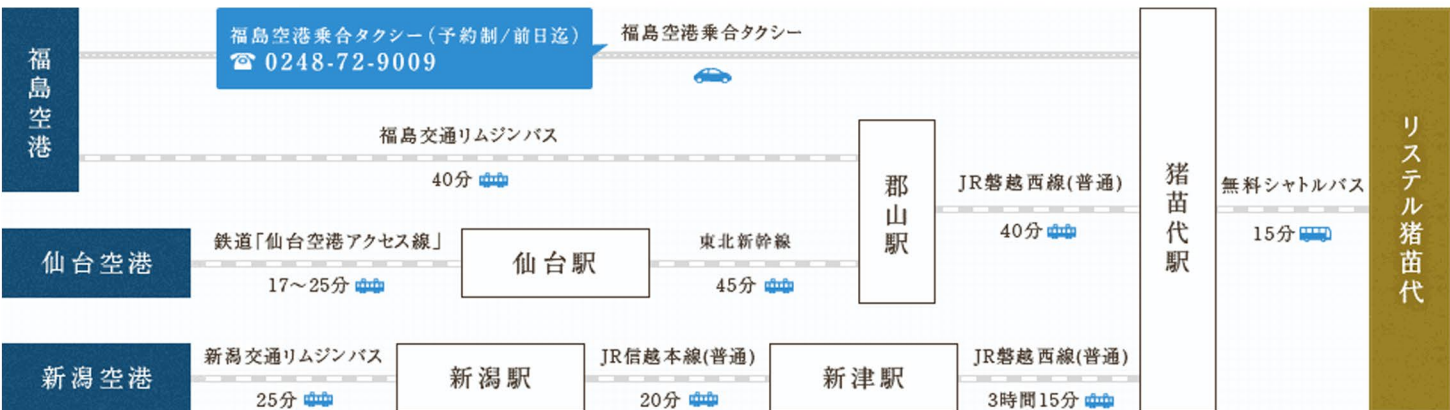 福島空港
福島空港乗合タクシー(予約制/前日迄)
☎ 0248-72-9009
福島空港乗合タクシー
福島交通リムジンバス
40分
仙台空港
鉄道「仙台空港アクセス線」
17〜25分
仙台駅
東北新幹線
45分
郡山駅
JR磐越西線(普通)
40分
新潟空港
新潟交通リムジンバス
25分
新潟駅
JR信越本線(普通)
20分
新津駅
JR磐越西線(普通)
3時間15分
猪苗代駅
無料シャトルバス
15分
リステル猪苗代